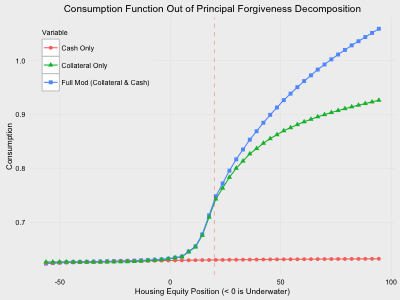 Consumption Function Out of Principal Forgiveness Decomposition
Variable
Cash Only
Collateral Only
Full Mod (Collateral & Cash)
Consumption
1.0
0.9
0.8
0.7
-50
0
50
100
Housing Equity Position (< 0 is Underwater)